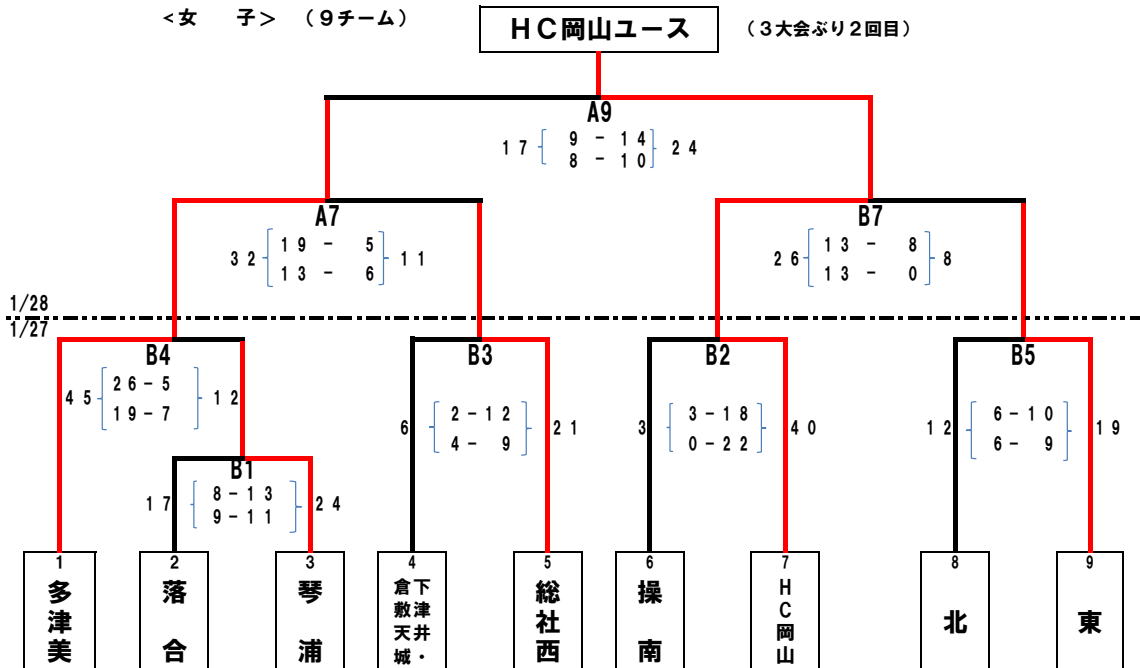 <女　子>　(９チーム)
ＨＣ岡山ユース
(３大会ぶり２回目)
A9
17 9 - 14 24
8 - 10
A7
32 19 - 5 11
13 - 6
B7
26 13 - 8 8
13 - 0
1/28
1/27
B4
45 26-5 12
19-7
B3
6 2-12 21
4- 9
B2
3 3-18 40
0-22
B5
12 6-10 19
6- 9
B1
17 8-13 24
9-11
1
多津美
2
落合
3
琴浦
4
下津井・
倉敷天城
5
総社西
6
操南
7
ＨＣ岡山
8
北
9
東